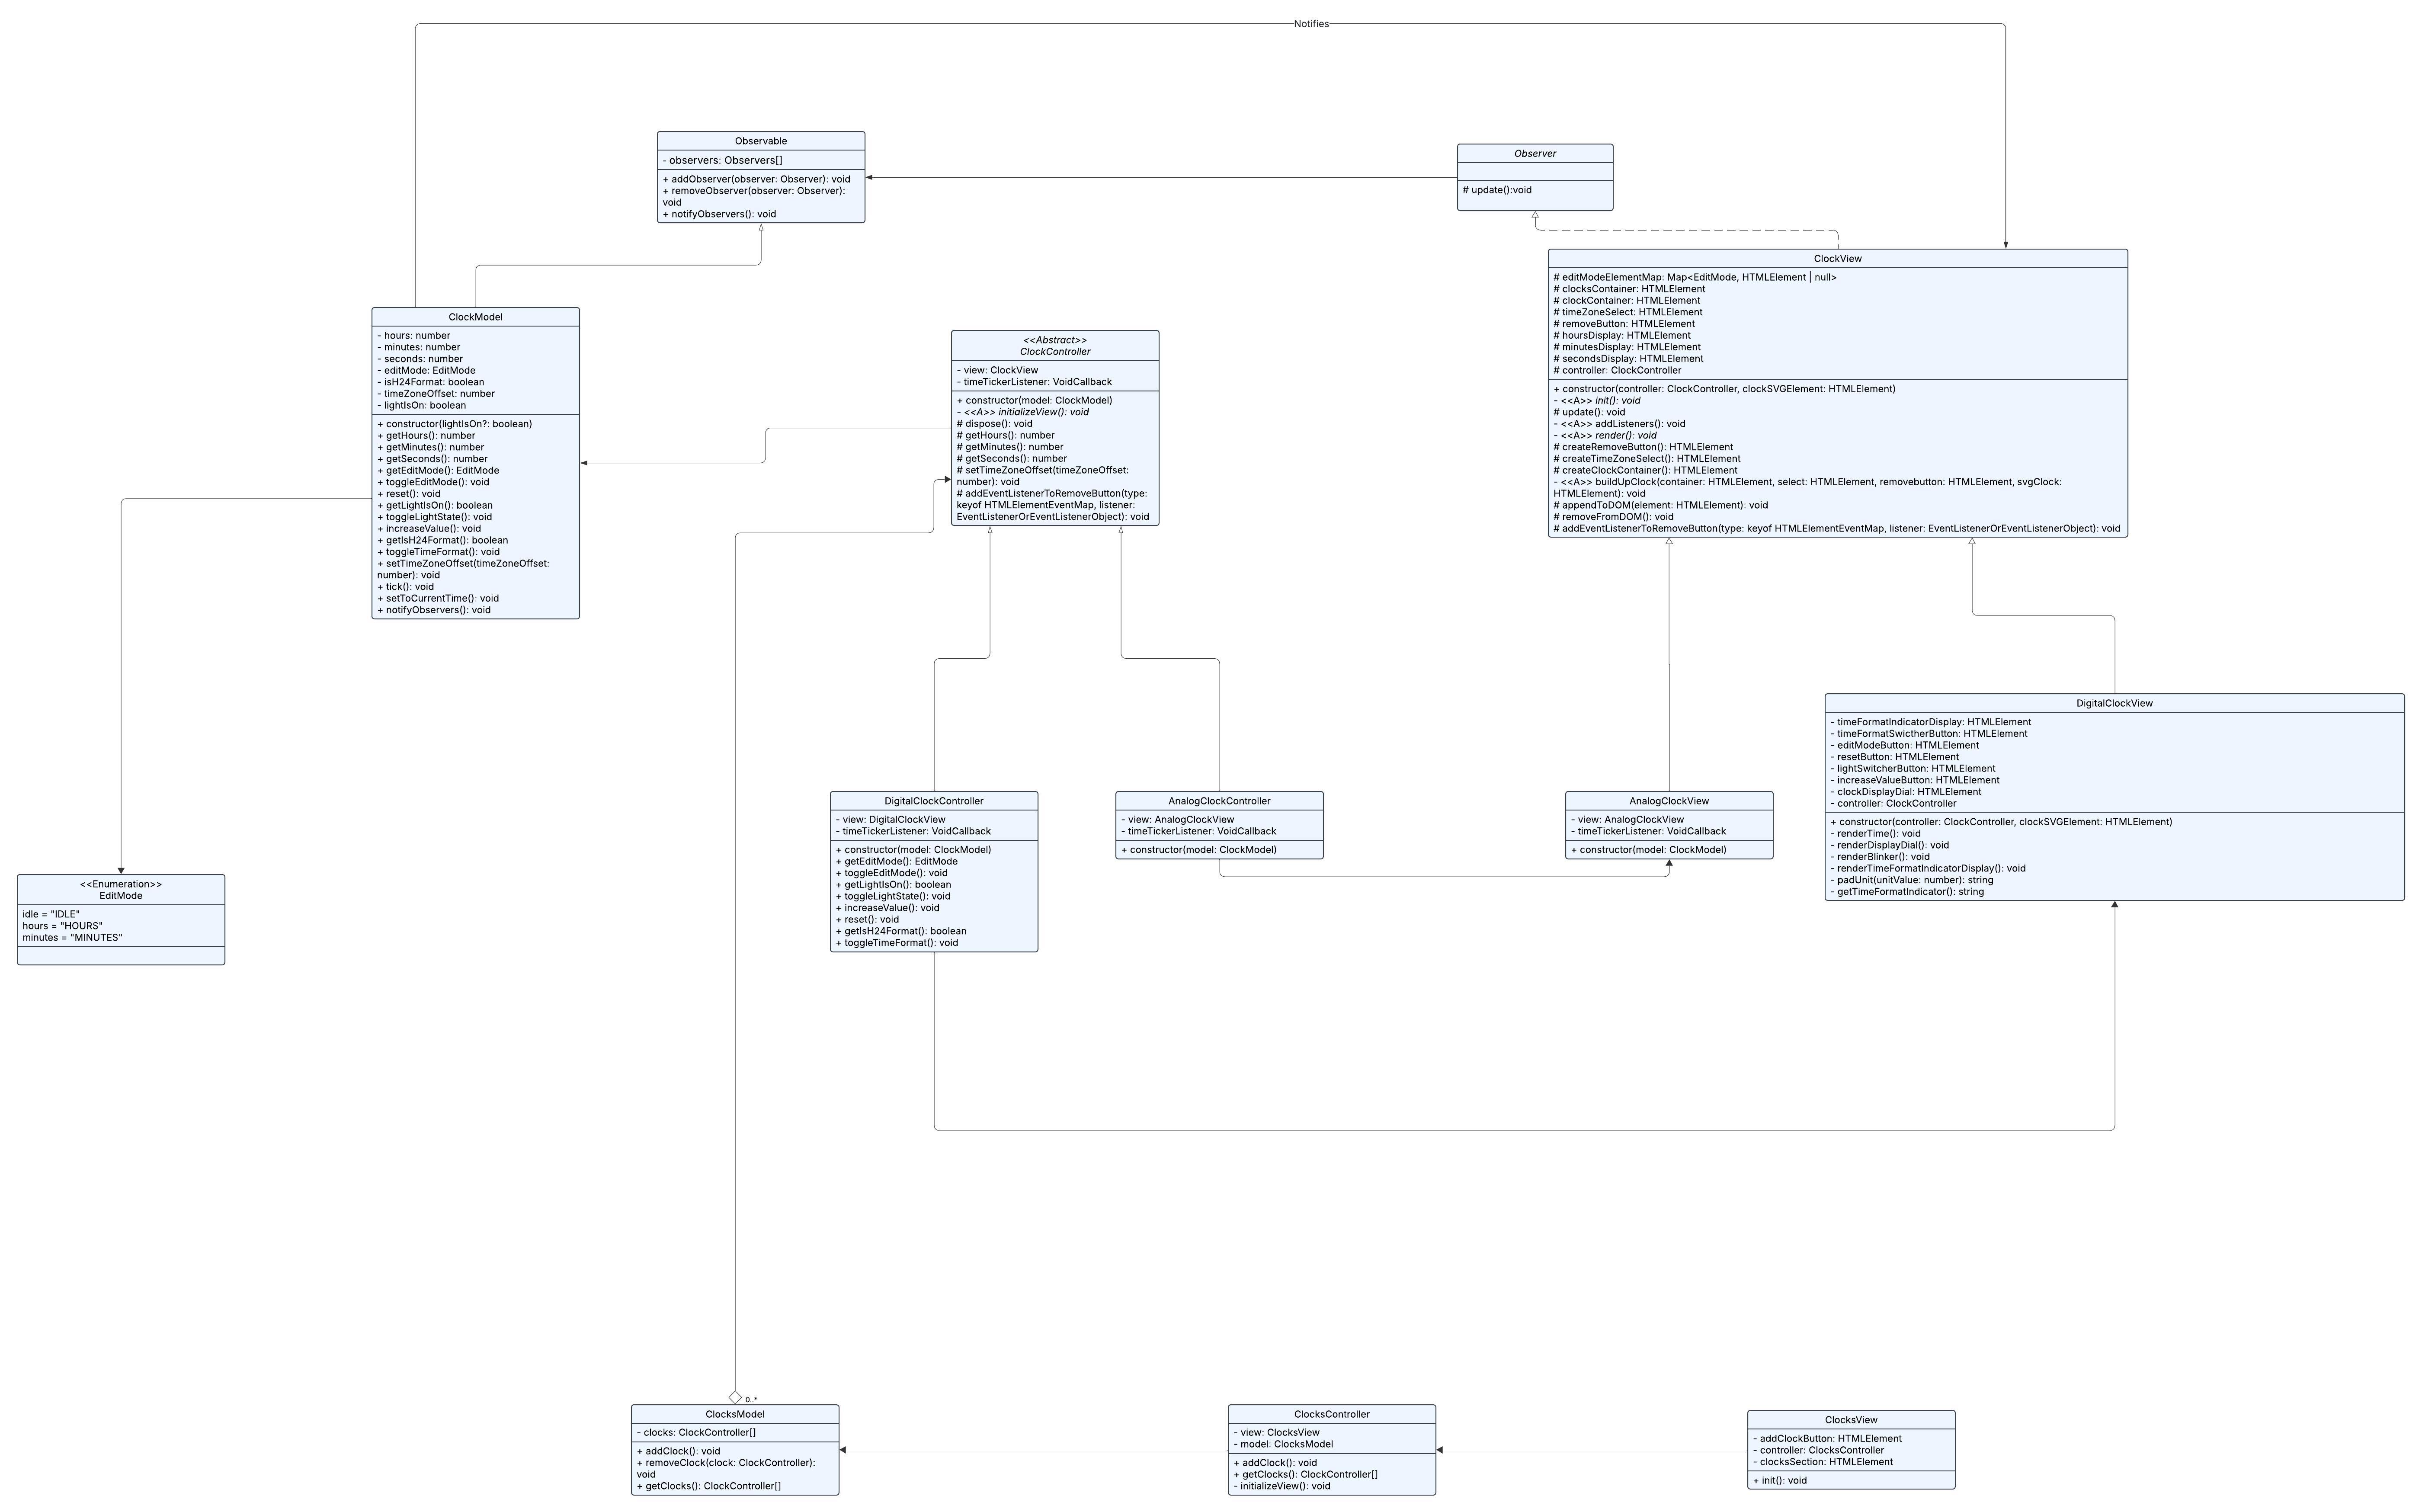 Notifies
Observable
- observers: Observers[]
+ addObserver(observer: Observer): void
+ removeObserver(observer: Observer):
void
+ notifyObservers(): void
Observer
# update():void
ClockView
# editModeElementMap: Map<EditMode, HTMLElement | null>
# clocksContainer: HTMLElement
# clockContainer: HTMLElement
# timeZoneSelect: HTMLElement
# removeButton: HTMLElement
# hoursDisplay: HTMLElement
# minutesDisplay: HTMLElement
# secondsDisplay: HTMLElement
# controller: ClockController
+ constructor(controller: ClockController, clockSVGElement: HTMLElement)
- <<A>> init(): void
# update(): void
- <<A>> addListeners(): void
- <<A>> render(): void
# createRemoveButton(): HTMLElement
# createTimeZoneSelect(): HTMLElement
# createClockContainer(): HTMLElement
- <<A>> buildUpClock(container: HTMLElement, select: HTMLElement, removebutton: HTMLElement, svgClock:
HTMLElement): void
# appendToDOM(element: HTMLElement): void
# removeFromDOM(): void
# addEventListenerToRemoveButton(type: keyof HTMLElementEventMap, listener: EventListenerOrEventListenerObject): void
ClockModel
- hours: number
- minutes: number
- seconds: number
- editMode: EditMode
- isH24Format: boolean
- timeZoneOffset: number
- lightIsOn: boolean
+ constructor(lightIsOn?: boolean)
+ getHours(): number
+ getMinutes(): number
+ getSeconds(): number
+ getEditMode(): EditMode
+ toggleEditMode(): void
+ reset(): void
+ getLightIsOn(): boolean
+ toggleLightState(): void
+ increaseValue(): void
+ getIsH24Format(): boolean
+ toggleTimeFormat(): void
+ setTimeZoneOffset(timeZoneOffset:
number): void
+ tick(): void
+ setToCurrentTime(): void
+ notifyObservers(): void
<<Abstract>>
ClockController
- view: ClockView
- timeTickerListener: VoidCallback
+ constructor(model: ClockModel)
- <<A>> initializeView(): void
# dispose(): void
# getHours(): number
# getMinutes(): number
# getSeconds(): number
# setTimeZoneOffset(timeZoneOffset:
number): void
# addEventListenerToRemoveButton(type:
keyof HTMLElementEventMap, listener:
EventListenerOrEventListenerObject): void
DigitalClockView
- timeFormatIndicatorDisplay: HTMLElement
- timeFormatSwictherButton: HTMLElement
- editModeButton: HTMLElement
- resetButton: HTMLElement
- lightSwitcherButton: HTMLElement
- increaseValueButton: HTMLElement
- clockDisplayDial: HTMLElement
- controller: ClockController
+ constructor(controller: ClockController, clockSVGElement: HTMLElement)
- renderTime(): void
- renderDisplayDial(): void
- renderBlinker(): void
- renderTimeFormatIndicatorDisplay(): void
- padUnit(unitValue: number): string
- getTimeFormatIndicator(): string
DigitalClockController
- view: DigitalClockView
- timeTickerListener: VoidCallback
+ constructor(model: ClockModel)
+ getEditMode(): EditMode
+ toggleEditMode(): void
+ getLightIsOn(): boolean
+ toggleLightState(): void
+ increaseValue(): void
+ reset(): void
+ getIsH24Format(): boolean
+ toggleTimeFormat(): void
AnalogClockController
- view: AnalogClockView
- timeTickerListener: VoidCallback
+ constructor(model: ClockModel)
AnalogClockView
- view: AnalogClockView
- timeTickerListener: VoidCallback
+ constructor(model: ClockModel)
<<Enumeration>>
EditMode
idle = "IDLE"
hours = "HOURS"
minutes = "MINUTES"
0..*
ClocksModel
- clocks: ClockController[]
+ addClock(): void
+ removeClock(clock: ClockController):
void
+ getClocks(): ClockController[]
ClocksController
- view: ClocksView
- model: ClocksModel
+ addClock(): void
+ getClocks(): ClockController[]
- initializeView(): void
ClocksView
- addClockButton: HTMLElement
- controller: ClocksController
- clocksSection: HTMLElement
+ init(): void